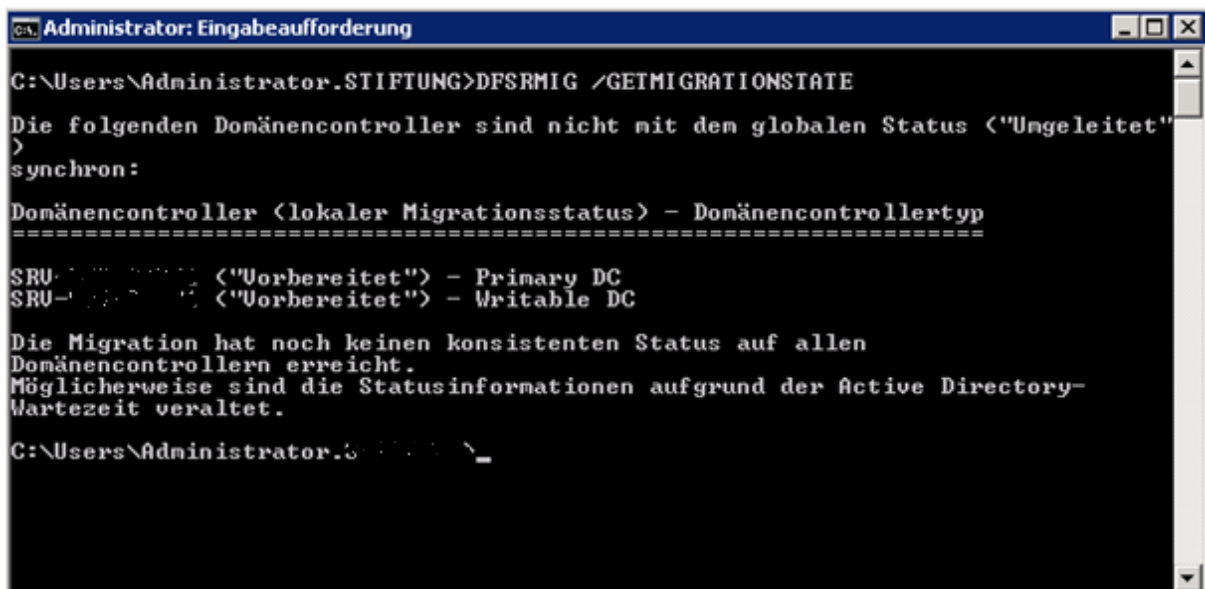 Administrator: Eingabeaufforderung
C:\Users\Administrator.STIFTUNG>DFSRMIG /GETMIGRATIONSTATE
Die folgenden Domänencontroller sind nicht mit dem globalen Status ("Umgeleitet"
)
synchron:
Domänencontroller (lokaler Migrationsstatus) - Domänencontrollertyp
===================================================================
SRV- ("Vorbereitet") - Primary DC
SRV- ("Vorbereitet") - Writable DC
Die Migration hat noch keinen konsistenten Status auf allen
Domänencontrollern erreicht.
Möglicherweise sind die Statusinformationen aufgrund der Active Directory-
Wartezeit veraltet.
C:\Users\Administrator.